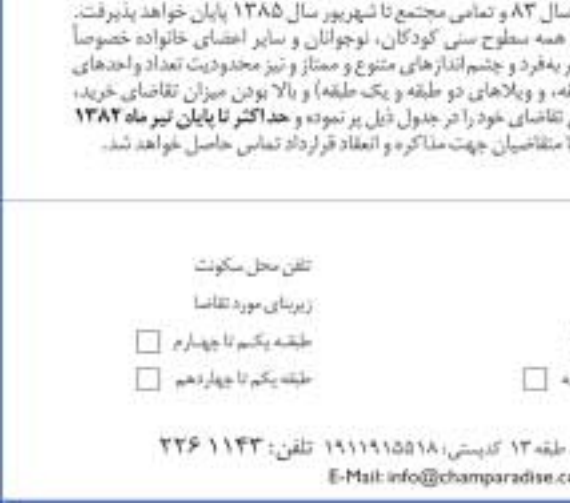 سال ۸۳ و تمامی مجتمع تا شهریور سال ۱۳۸۵ پایان خواهد پذیرفت.
همه سطوح سنی کودکان، نوجوانان و سایر اعضای خانواده خصوصاً
بهفرد و چشم‌اندازهای متنوع و ممتاز و نیز محدودیت تعداد واحدهای
و ویلاهای دو طبقه و یک طبقه) و بالا بودن میزان تقاضای خرید،
تقاضای خود را در جدول ذیل پر نموده و حداکثر تا پایان تیر ماه ۱۳۸۲
متقاضیان جهت مذاکره و انعقاد قرارداد تماس حاصل خواهد شد.
تلفن محل سکونت
زیربنای مورد تقاضا
طبقه یکم تا چهارم
طبقه یکم تا چهاردهم
طبقه ۱۳ کدپستی: ۱۹۱۱۹۱۵۵۱۸ تلفن: ۱۱۴۳ ۲۲۶
E-Mail: info@champaradise.c